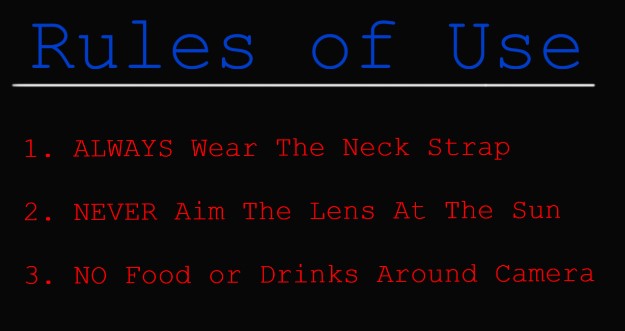 Rules of Use
1. ALWAYS Wear The Neck Strap
2. NEVER Aim The Lens At The Sun
3. NO Food or Drinks Around Camera